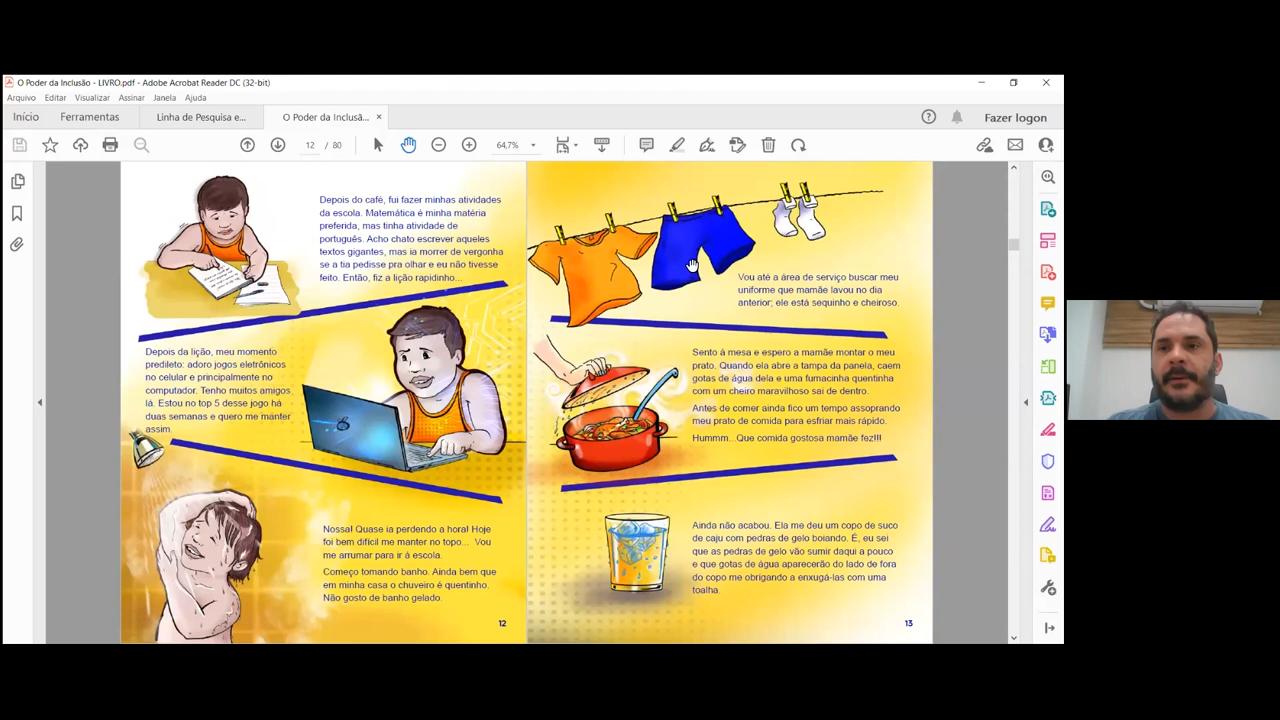 O Poder da Inclusão - LIVRO.pdf - Adobe Acrobat Reader DC (32-bit)
Arquivo Editar Visualizar Assinar Janela Ajuda
Início Ferramentas Linha de Pesquisa e... O Poder da Inclusã... × Fazer logon
12 / 80 64,7%
Depois do café, fui fazer minhas atividades
da escola. Matemática é minha matéria
preferida, mas tinha atividade de
português. Acho chato escrever aqueles
textos gigantes, mas ia morrer de vergonha
se a tia pedisse pra olhar e eu não tivesse
feito. Então, fiz a lição rapidinho...
Depois da lição, meu momento
predileto: adoro jogos eletrônicos
no celular e principalmente no
computador. Tenho muitos amigos
lá. Estou no top 5 desse jogo há
duas semanas e quero me manter
assim.
Nossa! Quase ia perdendo a hora! Hoje
foi bem difícil me manter no topo... Vou
me arrumar para ir à escola.
Começo tomando banho. Ainda bem que
em minha casa o chuveiro é quentinho.
Não gosto de banho gelado.
12
Vou até a área de serviço buscar meu
uniforme que mamãe lavou no dia
anterior; ele está sequinho e cheiroso.
Sento à mesa e espero a mamãe montar o meu
prato. Quando ela abre a tampa da panela, caem
gotas de água dela e uma fumacinha quentinha
com um cheiro maravilhoso sai de dentro.
Antes de comer ainda fico um tempo assoprando
meu prato de comida para esfriar mais rápido.
Hummm...Que comida gostosa mamãe fez!!!
Ainda não acabou. Ela me deu um copo de suco
de caju com pedras de gelo boiando. É, eu sei
que as pedras de gelo vão sumir daqui a pouco
e que gotas de água aparecerão do lado de fora
do copo me obrigando a enxugá-las com uma
toalha.
13